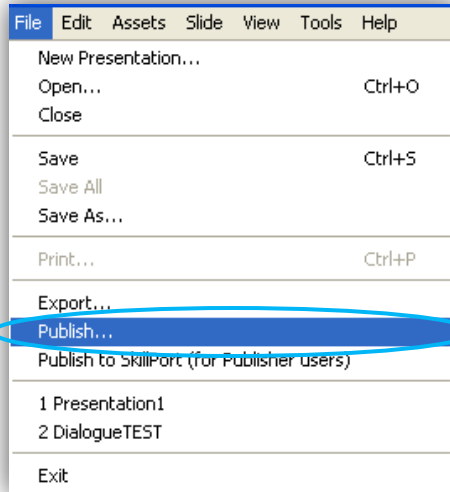 File Edit Assets Slide View Tools Help
New Presentation...
Open... Ctrl+O
Close
Save Ctrl+S
Save All
Save As...
Print... Ctrl+P
Export...
Publish...
Publish to SkillPort (for Publisher users)
1 Presentation1
2 DialogueTEST
Exit